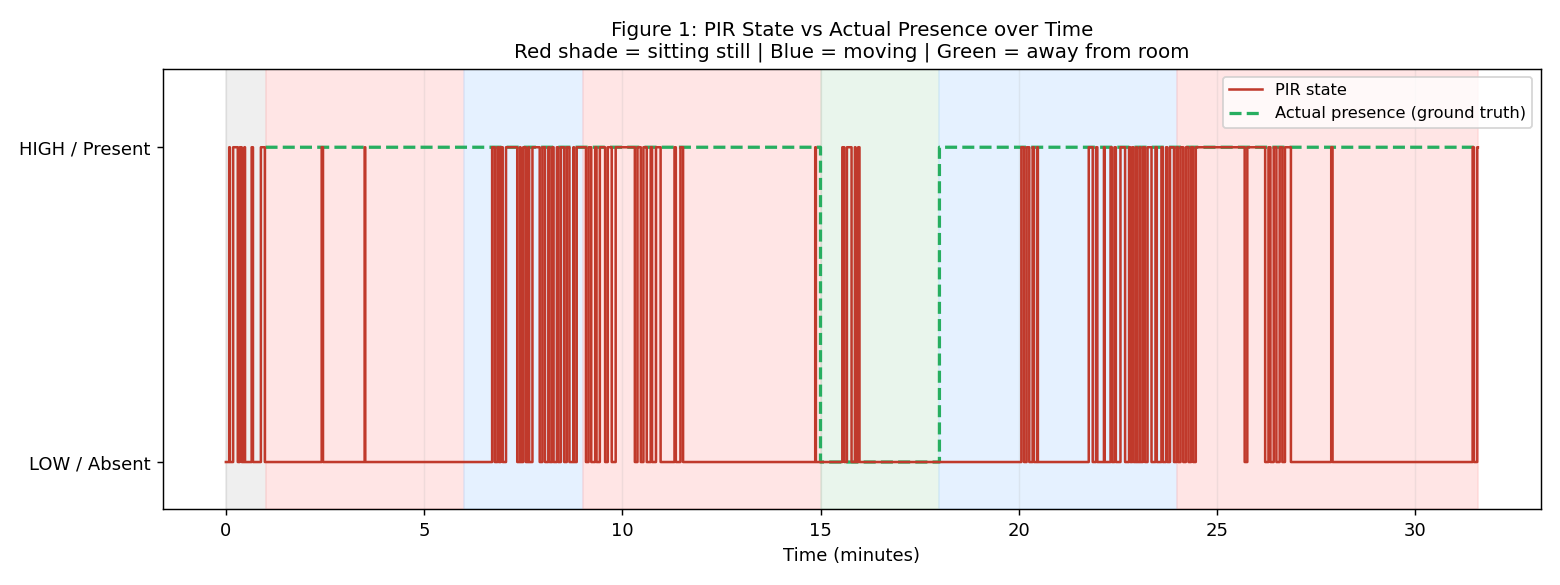 Figure 1: PIR State vs Actual Presence over Time
Red shade = sitting still | Blue = moving | Green = away from room
PIR state
Actual presence (ground truth)
HIGH / Present
LOW / Absent
0 5 10 15 20 25 30
Time (minutes)